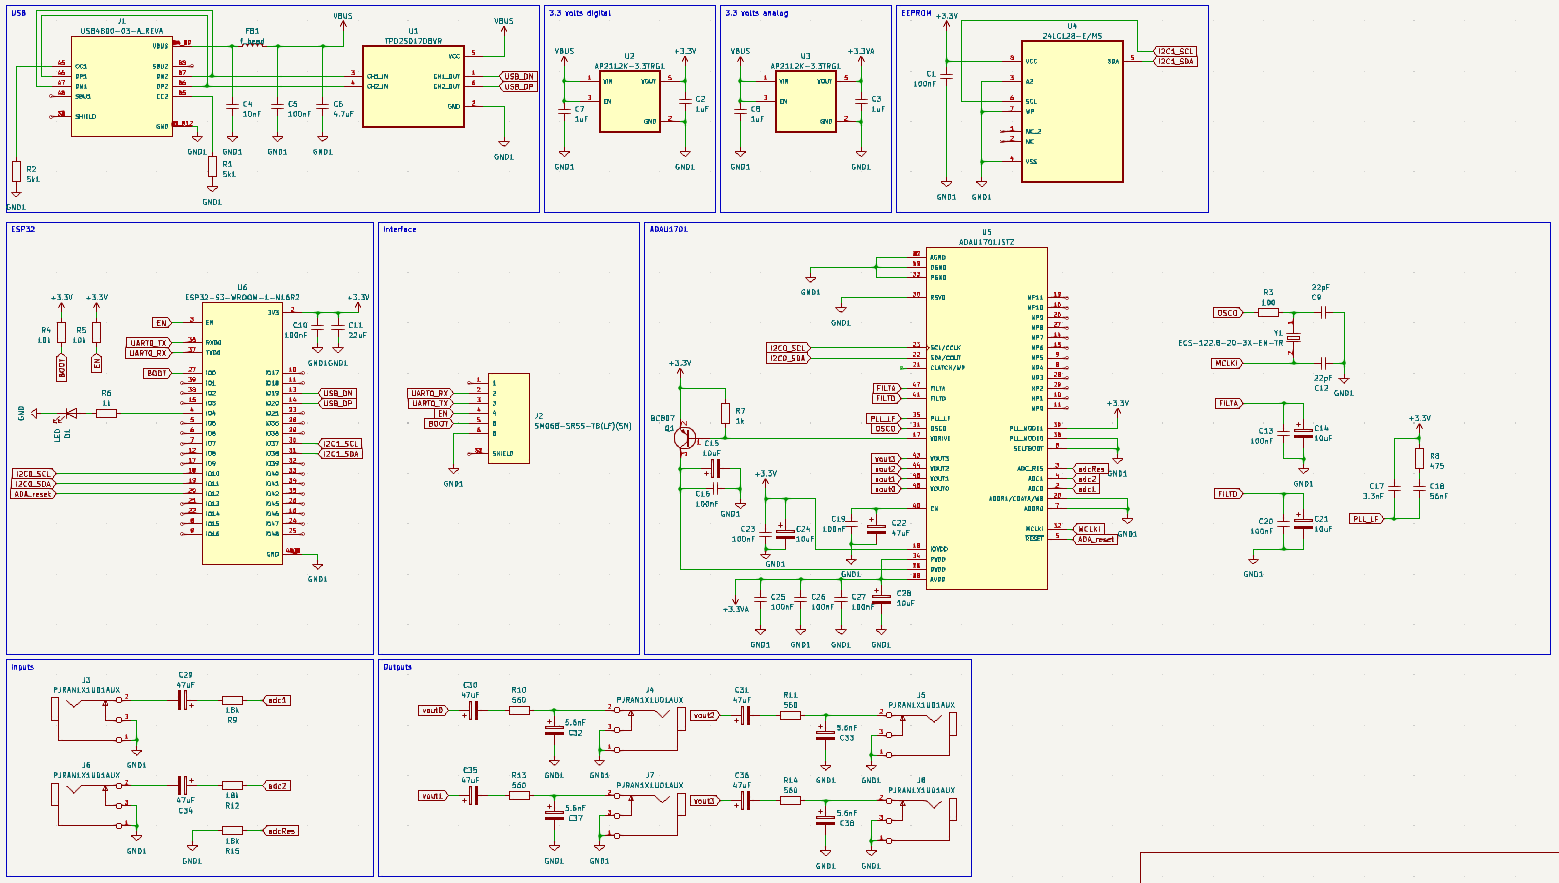 USB
J1
USB4800-03-A_REVA
VBUS
CC1
DP1
DN1
SBU1
SHIELD
SBU2
DN2
DP2
CC2
GND
R2
5k1
GND1
R1
5k1
GND1
GND1
FB1
f_bead
VBUS
C4
10nF
GND1
C5
100nF
GND1
C6
4.7uF
GND1
U1
TPD2S017DBVR
VCC
CH1_IN
CH2_IN
CH1_OUT
CH2_OUT
GND
VBUS
USB_DN
USB_DP
GND1
3.3 volts digital
VBUS
U2
AP2112K-3.3TRG1
VIN
EN
VOUT
GND
+3.3V
C7
1uF
C2
1uF
GND1
GND1
3.3 volts analog
VBUS
U3
AP2112K-3.3TRG1
VIN
EN
VOUT
GND
+3.3VA
C8
1uF
C3
1uF
GND1
GND1
EEPROM
+3.3V
C1
100nF
U4
24LC128-E/MS
VCC
A2
SCL
WP
NC_2
NC
VSS
SDA
I2C1_SCL
I2C1_SDA
GND1
GND1
ESP32
+3.3V
+3.3V
R4
10k
R5
10k
BOOT
EN
U6
ESP32-S3-WROOM-1-N16R2
EN
UART0_TX
UART0_RX
BOOT
R6
1k
GND
LED
D1
I2C0_SCL
I2C0_SDA
ADA_reset
EN
RXD0
TXD0
IO0
IO1
IO2
IO3
IO4
IO5
IO6
IO7
IO8
IO9
IO10
IO11
IO12
IO13
IO14
IO15
IO16
3V3
IO17
IO18
IO19
IO20
IO21
IO35
IO36
IO37
IO38
IO39
IO40
IO41
IO42
IO45
IO46
IO47
IO48
GND
+3.3V
C10
100nF
C11
22uF
GND1
GND1
USB_DN
USB_DP
I2C1_SCL
I2C1_SDA
GND1
Interface
UART0_RX
UART0_TX
EN
BOOT
1
2
3
4
5
6
SHIELD
J2
SM06B-SRSS-TB(LF)(SN)
GND1
ADAU1701
U5
ADAU1701JSTZ
GND1
GND1
I2C0_SCL
I2C0_SDA
FILTA
FILTD
PLL_LF
OSCO
AGND
DGND
PGND
RSVD
SCL/CCLK
SDA/COUT
CLATCH/WP
FILTA
FILTD
PLL_LF
OSCO
VDRIVE
VOUT3
VOUT2
VOUT1
VOUT0
CM
IOVDD
PVDD
DVDD
AVDD
MP11
MP10
MP9
MP8
MP7
MP6
MP5
MP4
MP3
MP2
MP1
MP0
PLL_MODE1
PLL_MODE0
SELFBOOT
ADC_RES
ADC1
ADC0
ADDR1/CDATA/WB
ADDR0
MCLKI
RESET
+3.3V
BC807
Q1
R7
1k
C15
10uF
C16
100nF
GND1
vout3
vout2
vout1
vout0
+3.3V
C23
100nF
C24
10uF
GND1
C19
100nF
C22
47uF
GND1
+3.3VA
C25
100nF
C26
100nF
C27
100nF
C28
10uF
GND1
GND1
GND1
GND1
+3.3V
GND1
adcRes
adc2
adc1
GND1
MCLKI
ADA_reset
OSCO
R3
100
22pF
C9
Y1
ECS-122.8-20-3X-EN-TR
MCLKI
22pF
C12
GND1
FILTA
C13
100nF
C14
10uF
GND1
FILTD
C20
100nF
C21
10uF
GND1
+3.3V
R8
475
C17
3.3nF
C18
56nF
PLL_LF
Inputs
J3
PJRAN1X1U01AUX
C29
47uF
18k
R9
adc1
GND1
J6
PJRAN1X1U01AUX
47uF
C34
18k
R12
adc2
GND1
18k
R15
adcRes
GND1
Outputs
vout0
C30
47uF
R10
560
5.6nF
C32
GND1
J4
PJRAN1X1U01AUX
GND1
vout2
C31
47uF
R11
560
5.6nF
C33
GND1
J5
PJRAN1X1U01AUX
GND1
vout1
C35
47uF
R13
560
5.6nF
C37
GND1
J7
PJRAN1X1U01AUX
GND1
vout3
C36
47uF
R14
560
5.6nF
C38
GND1
J8
PJRAN1X1U01AUX
GND1